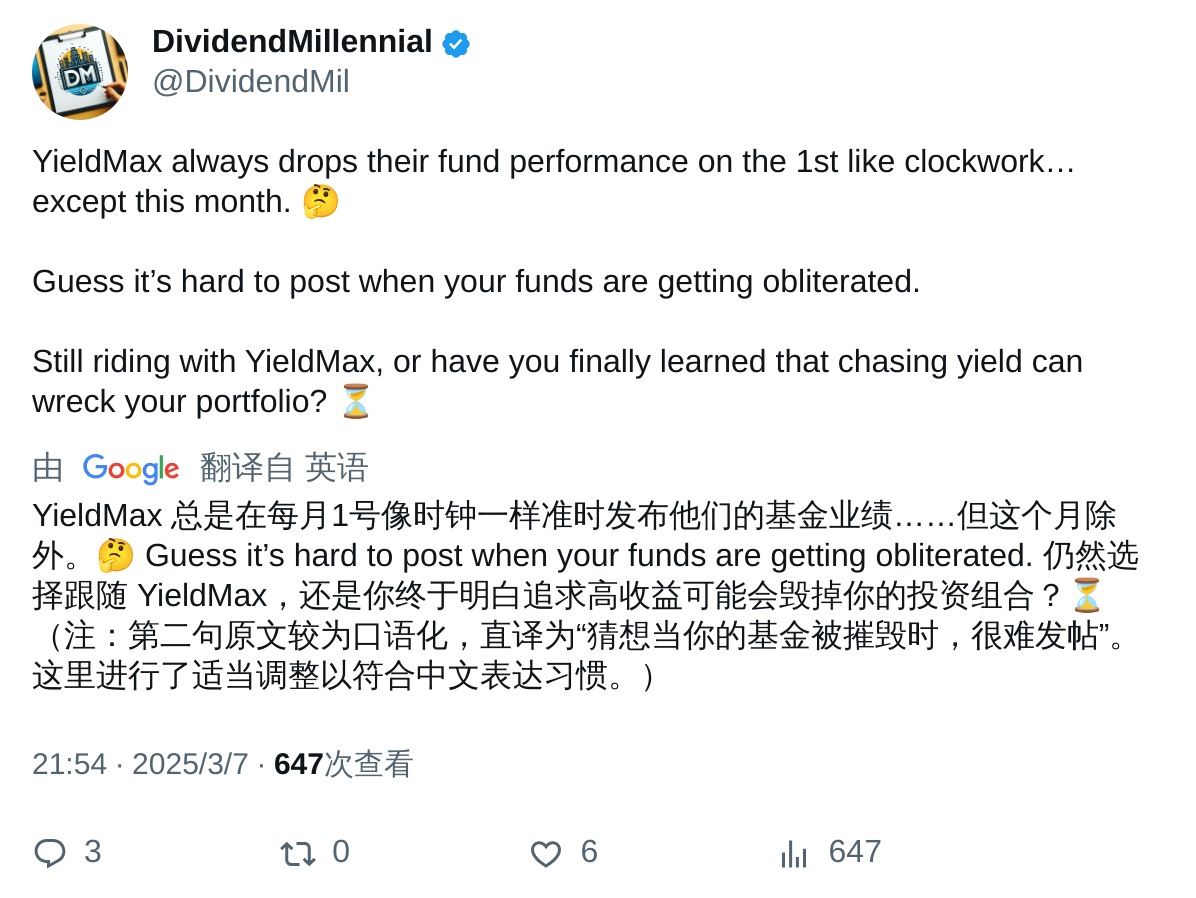 DividendMillennial
@DividendMil
YieldMax always drops their fund performance on the 1st like clockwork…
except this month. 🤔
Guess it’s hard to post when your funds are getting obliterated.
Still riding with YieldMax, or have you finally learned that chasing yield can
wreck your portfolio? ⏳
由 Google 翻译自 英语
YieldMax 总是在每月1号像时钟一样准时发布他们的基金业绩……但这个月除
外。🤔 Guess it’s hard to post when your funds are getting obliterated. 仍然选
择跟随 YieldMax，还是你终于明白追求高收益可能会毁掉你的投资组合？⏳
（注：第二句原文较为口语化，直译为“猜想当你的基金被摧毁时，很难发帖”。
这里进行了适当调整以符合中文表达习惯。）
21:54 · 2025/3/7 · 647次查看
3 0 6 647
DM